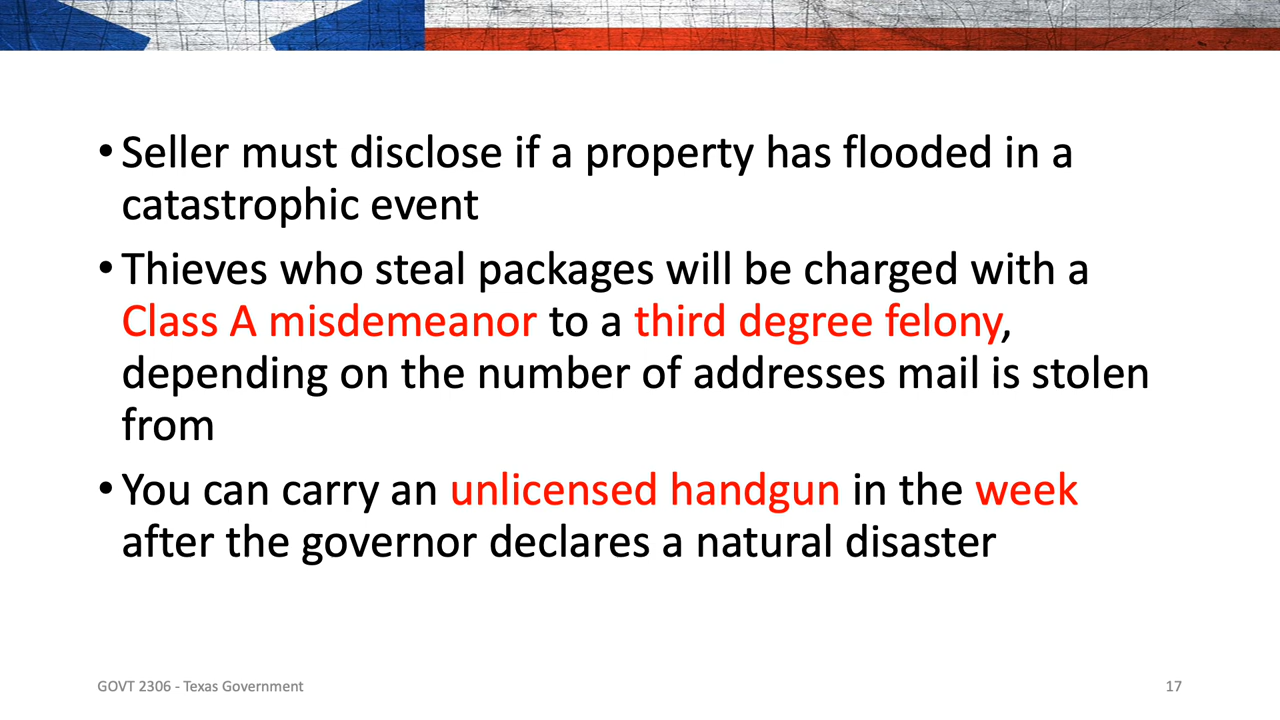 • Seller must disclose if a property has flooded in a
catastrophic event
• Thieves who steal packages will be charged with a
Class A misdemeanor to a third degree felony,
depending on the number of addresses mail is stolen
from
• You can carry an unlicensed handgun in the week
after the governor declares a natural disaster
GOVT 2306 - Texas Government
17